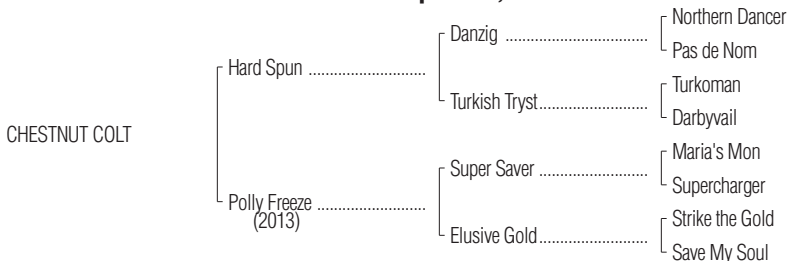 Northern Dancer
Danzig ................................
Pas de Nom
Hard Spun ..........................
Turkoman
Turkish Tryst........................
Darbyvail
CHESTNUT COLT
Maria's Mon
Super Saver ........................
Supercharger
Polly Freeze ........................
(2013)
Strike the Gold
Elusive Gold........................
Save My Soul